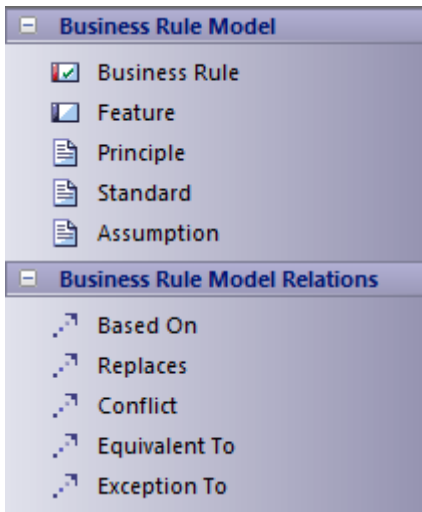 Business Rule Model
Business Rule
Feature
Principle
Standard
Assumption
Business Rule Model Relations
Based On
Replaces
Conflict
Equivalent To
Exception To